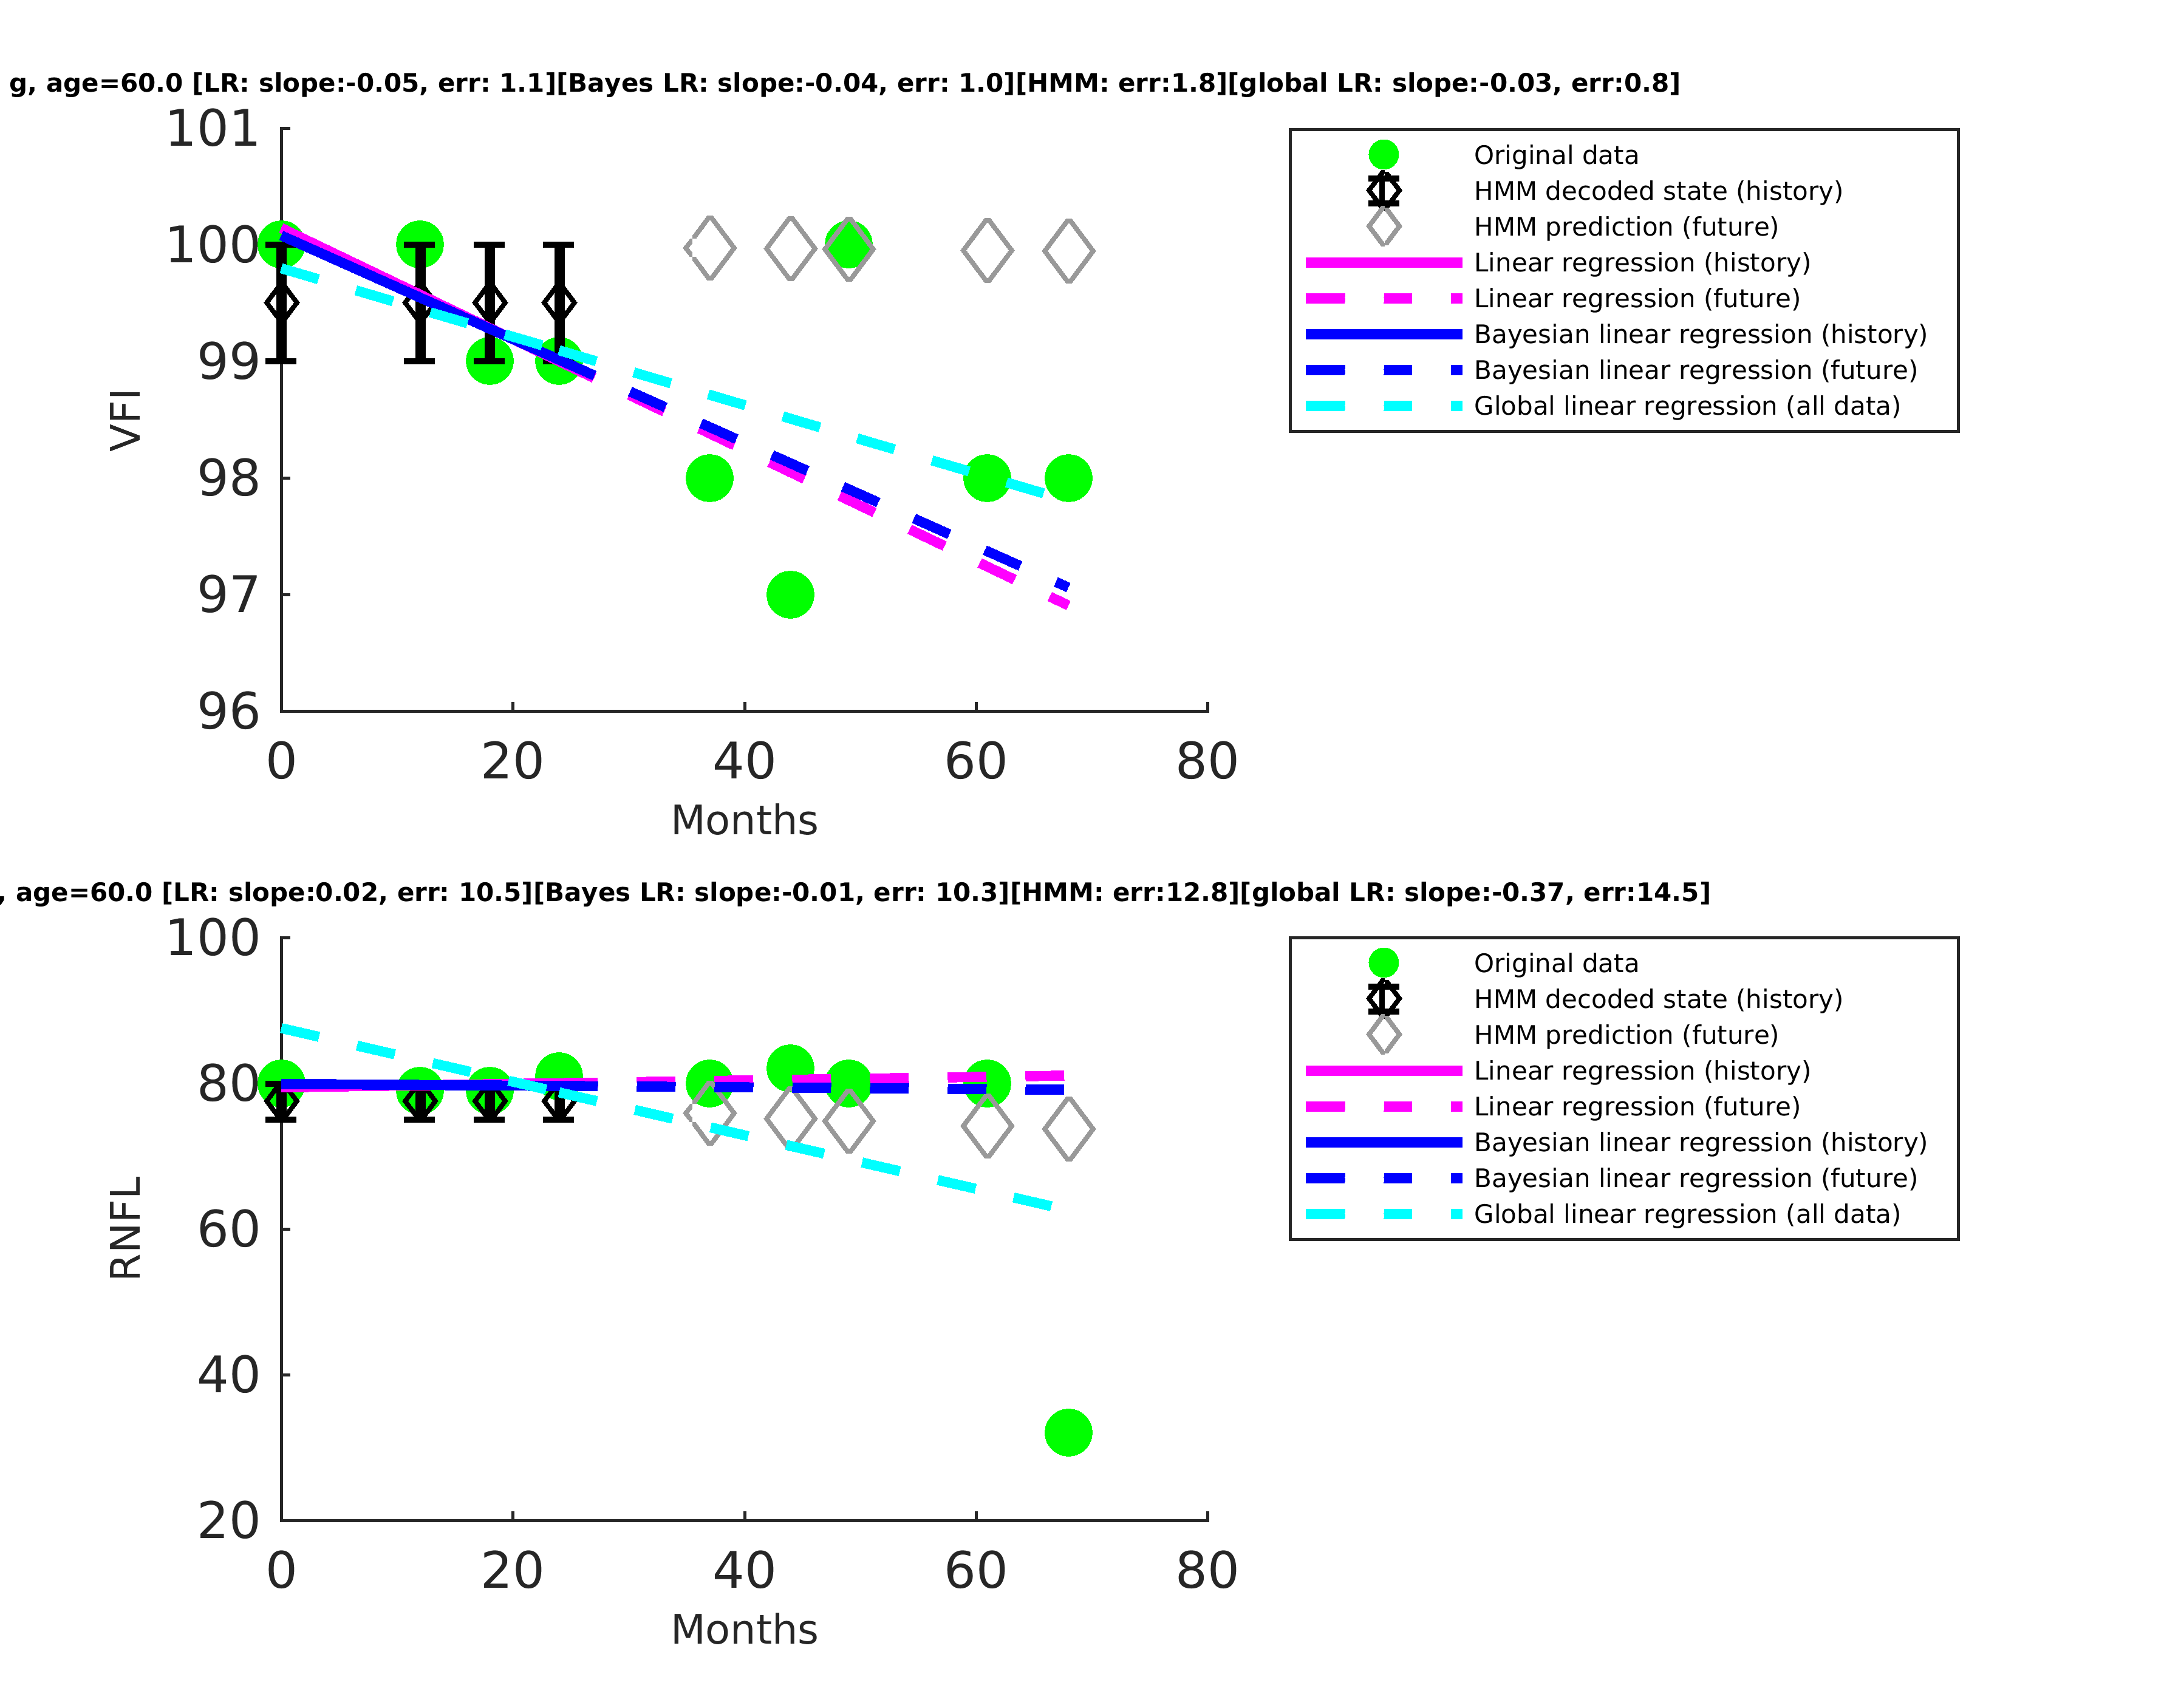 g, age=60.0 [LR: slope:-0.05, err: 1.1][Bayes LR: slope:-0.04, err: 1.0][HMM: err:1.8][global LR: slope:-0.03, err:0.8]
101
100
99
98
97
96
VFI
0 20 40 60 80
Months
Original data
HMM decoded state (history)
HMM prediction (future)
Linear regression (history)
Linear regression (future)
Bayesian linear regression (history)
Bayesian linear regression (future)
Global linear regression (all data)
, age=60.0 [LR: slope:0.02, err: 10.5][Bayes LR: slope:-0.01, err: 10.3][HMM: err:12.8][global LR: slope:-0.37, err:14.5]
100
80
60
40
20
RNFL
0 20 40 60 80
Months
Original data
HMM decoded state (history)
HMM prediction (future)
Linear regression (history)
Linear regression (future)
Bayesian linear regression (history)
Bayesian linear regression (future)
Global linear regression (all data)